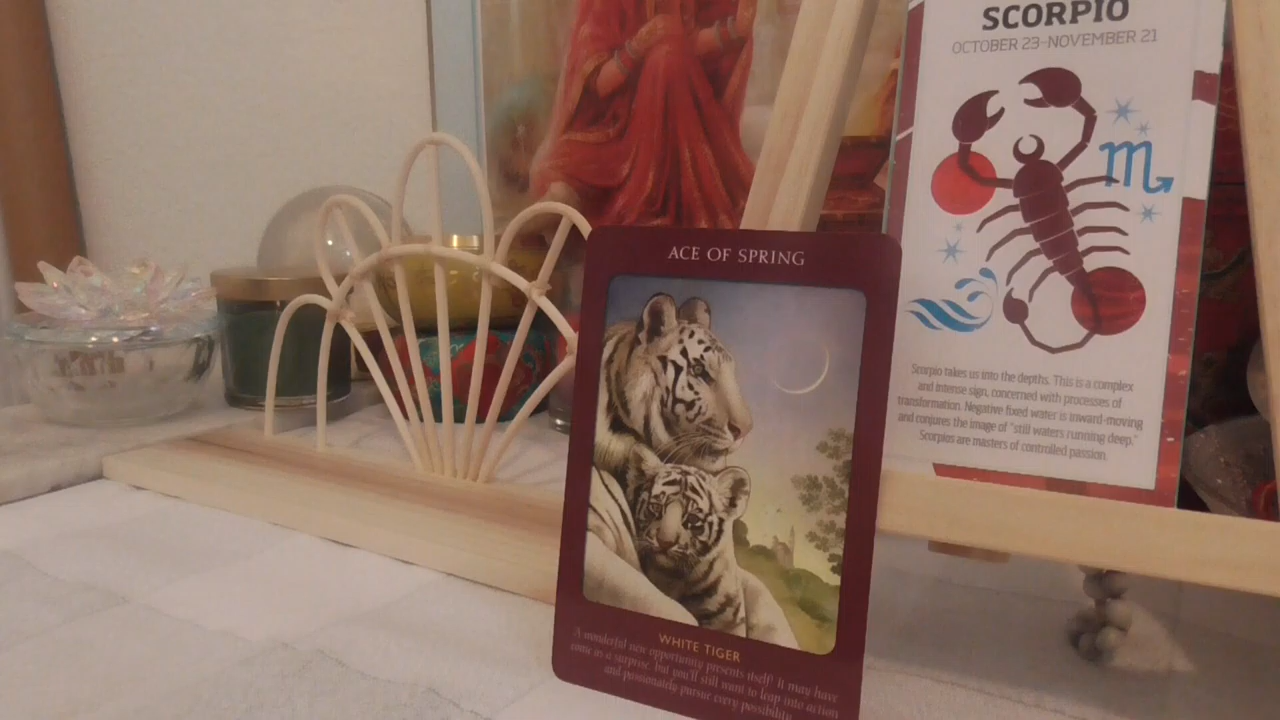 SCORPIO
OCTOBER 23–NOVEMBER 21
Scorpio takes us into the depths. This is a complex
and intense sign, concerned with processes of
transformation. Negative fixed water is inward-moving
and conjures the image of "still waters running deep."
Scorpios are masters of controlled passion.
ACE OF SPRING
WHITE TIGER
A wonderful new opportunity presents itself! It may have
come as a surprise, but you'll still want to leap into action
and passionately pursue every possibility.